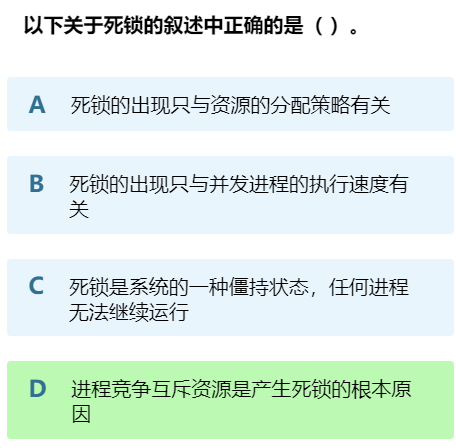 以下关于死锁的叙述中正确的是（ ）。
A 死锁的出现只与资源的分配策略有关
B 死锁的出现只与并发进程的执行速度有
关
C 死锁是系统的一种僵持状态，任何进程
无法继续运行
D 进程竞争互斥资源是产生死锁的根本原
因